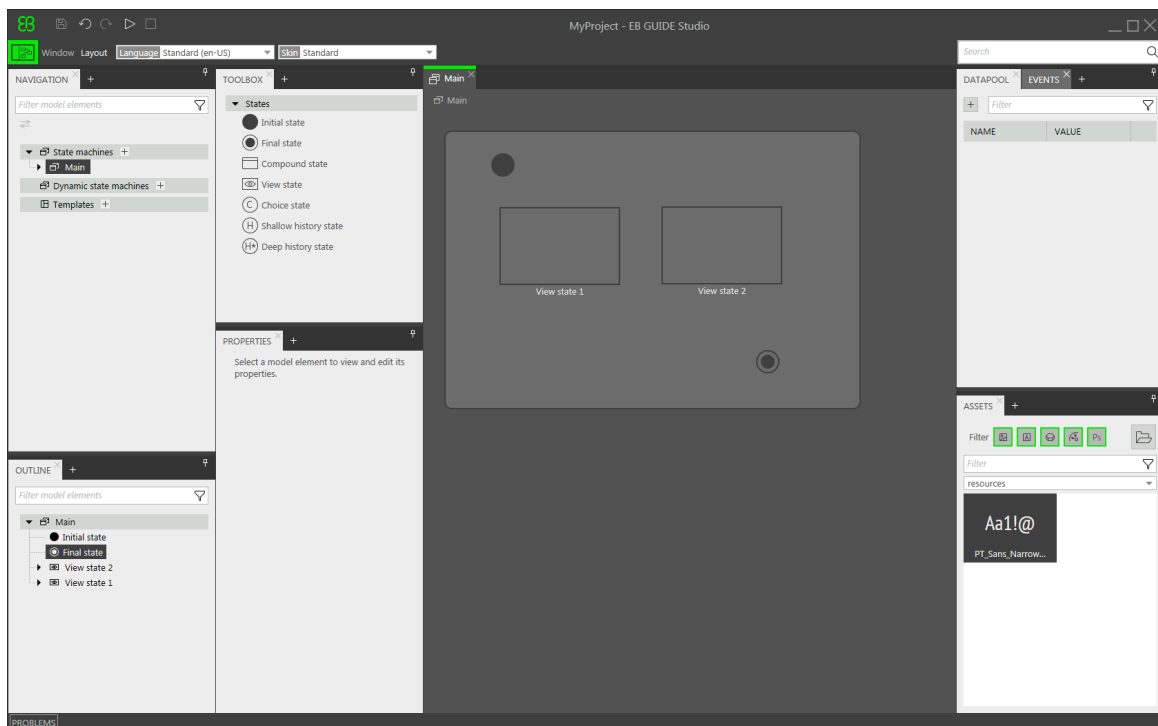 EB
MyProject - EB GUIDE Studio
Window Layout Language Standard (en-US) Skin Standard
Search
NAVIGATION
Filter model elements
State machines
Main
Dynamic state machines
Templates
OUTLINE
Filter model elements
Main
Initial state
Final state
View state 2
View state 1
TOOLBOX
States
Initial state
Final state
Compound state
View state
C Choice state
H Shallow history state
H* Deep history state
PROPERTIES
Select a model element to view and edit its
properties.
Main
Main
View state 1
View state 2
DATAPOOL EVENTS
Filter
NAME VALUE
ASSETS
Filter A Ps
Filter
resources
Aa1!@
PT_Sans_Narrow...
PROBLEMS